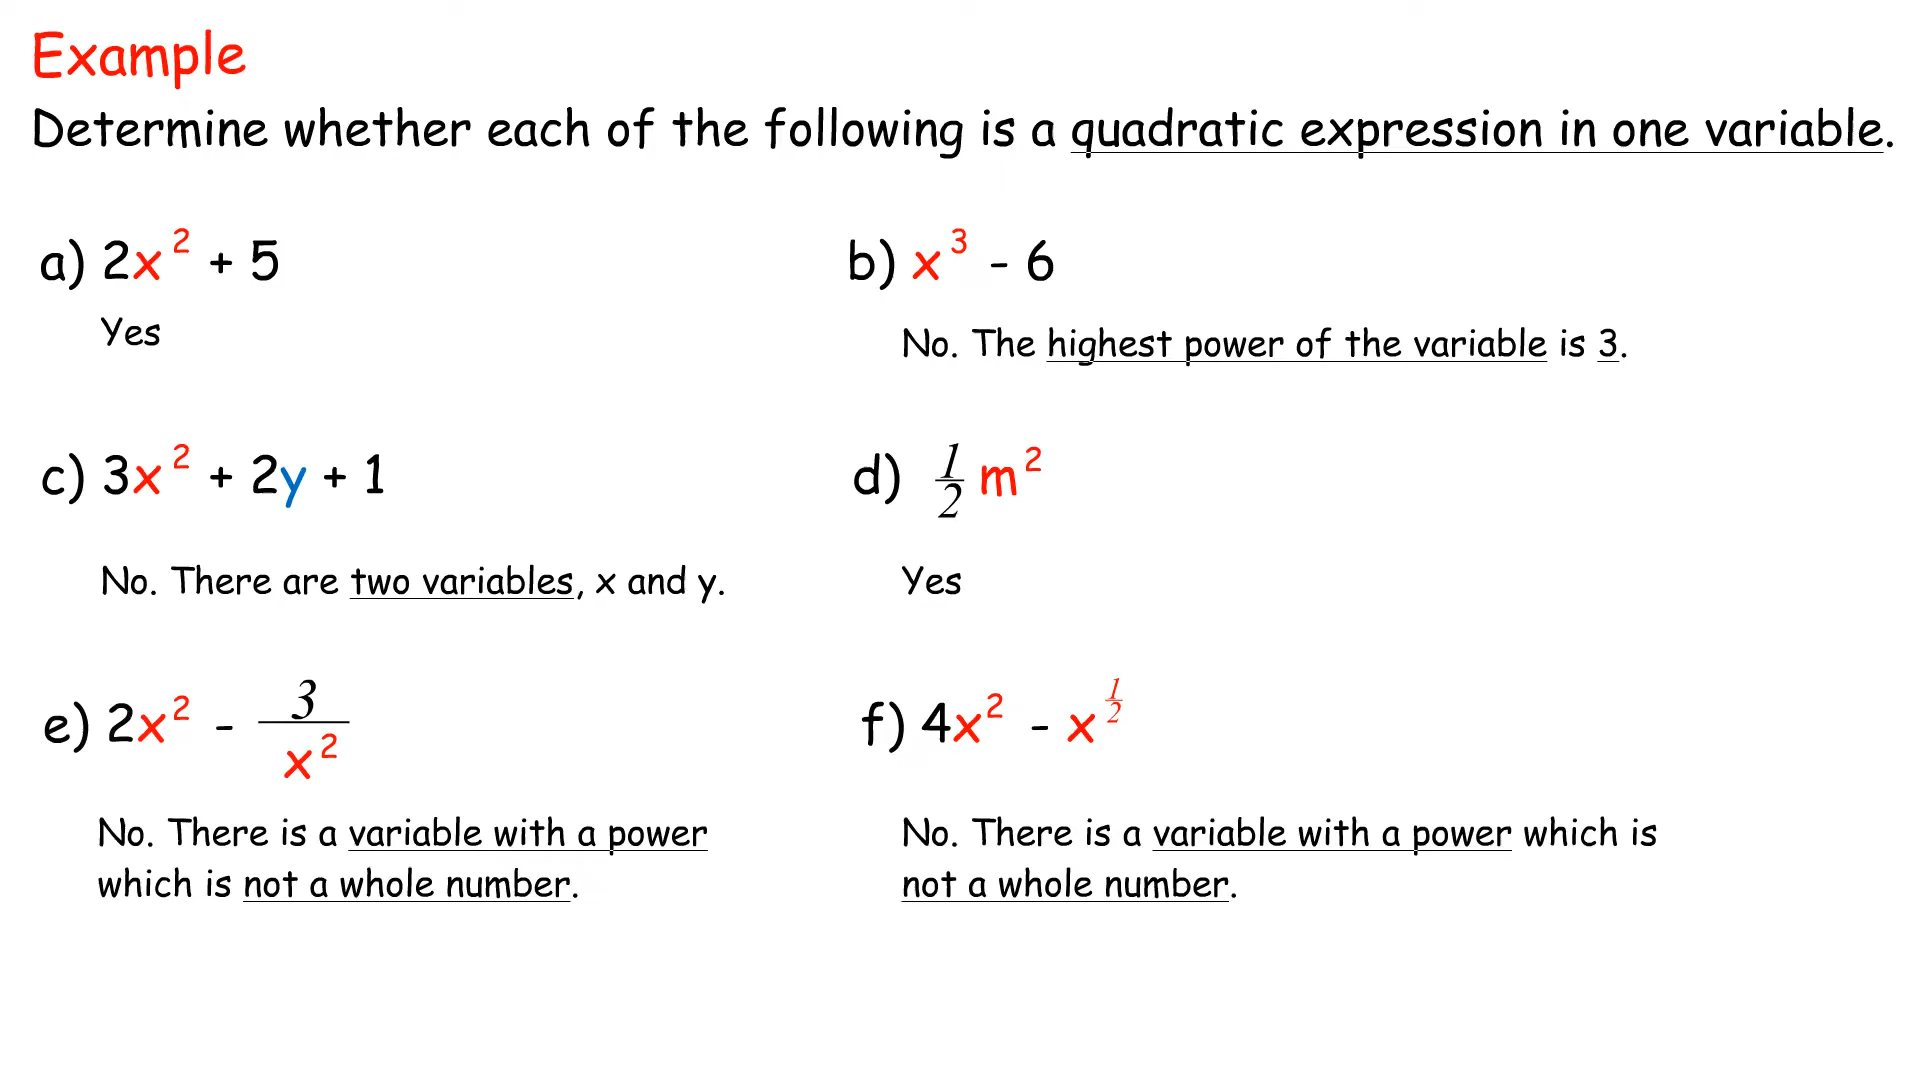 Example
Determine whether each of the following is a quadratic expression in one variable.
a) 2x² + 5
Yes
b) x³ - 6
No. The highest power of the variable is 3.
c) 3x² + 2y + 1
No. There are two variables, x and y.
d) 1/2 m²
Yes
e) 2x² - 3/x²
No. There is a variable with a power
which is not a whole number.
f) 4x² - x^(1/2)
No. There is a variable with a power which is
not a whole number.